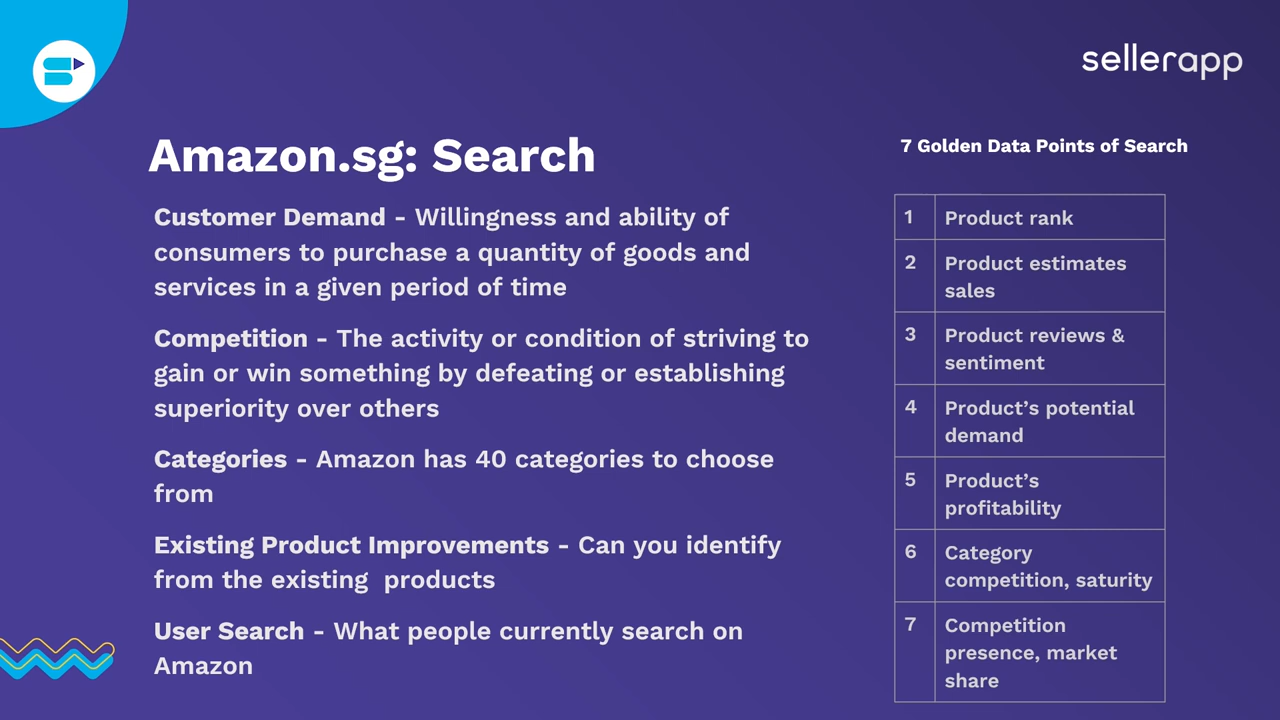 sellerapp
Amazon.sg: Search
Customer Demand - Willingness and ability of
consumers to purchase a quantity of goods and
services in a given period of time
Competition - The activity or condition of striving to
gain or win something by defeating or establishing
superiority over others
Categories - Amazon has 40 categories to choose
from
Existing Product Improvements - Can you identify
from the existing  products
User Search - What people currently search on
Amazon
7 Golden Data Points of Search
1 Product rank
2 Product estimates
sales
3 Product reviews &
sentiment
4 Product’s potential
demand
5 Product’s
profitability
6 Category
competition, saturity
7 Competition
presence, market
share